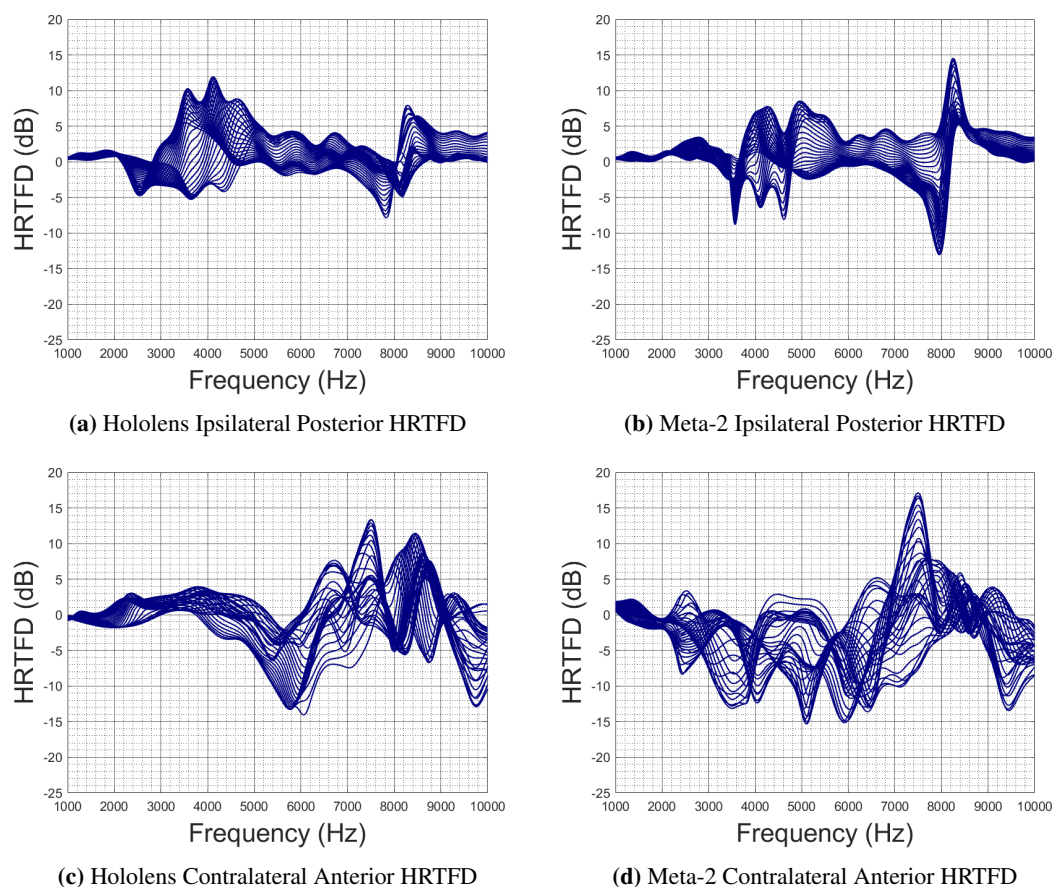 20
15
10
5
0
-5
-10
-15
-20
-25
HRTFD (dB)
1000 2000 3000 4000 5000 6000 7000 8000 9000 10000
Frequency (Hz)
(a) Hololens Ipsilateral Posterior HRTFD
20
15
10
5
0
-5
-10
-15
-20
-25
HRTFD (dB)
1000 2000 3000 4000 5000 6000 7000 8000 9000 10000
Frequency (Hz)
(b) Meta-2 Ipsilateral Posterior HRTFD
20
15
10
5
0
-5
-10
-15
-20
-25
HRTFD (dB)
1000 2000 3000 4000 5000 6000 7000 8000 9000 10000
Frequency (Hz)
(c) Hololens Contralateral Anterior HRTFD
20
15
10
5
0
-5
-10
-15
-20
-25
HRTFD (dB)
1000 2000 3000 4000 5000 6000 7000 8000 9000 10000
Frequency (Hz)
(d) Meta-2 Contralateral Anterior HRTFD